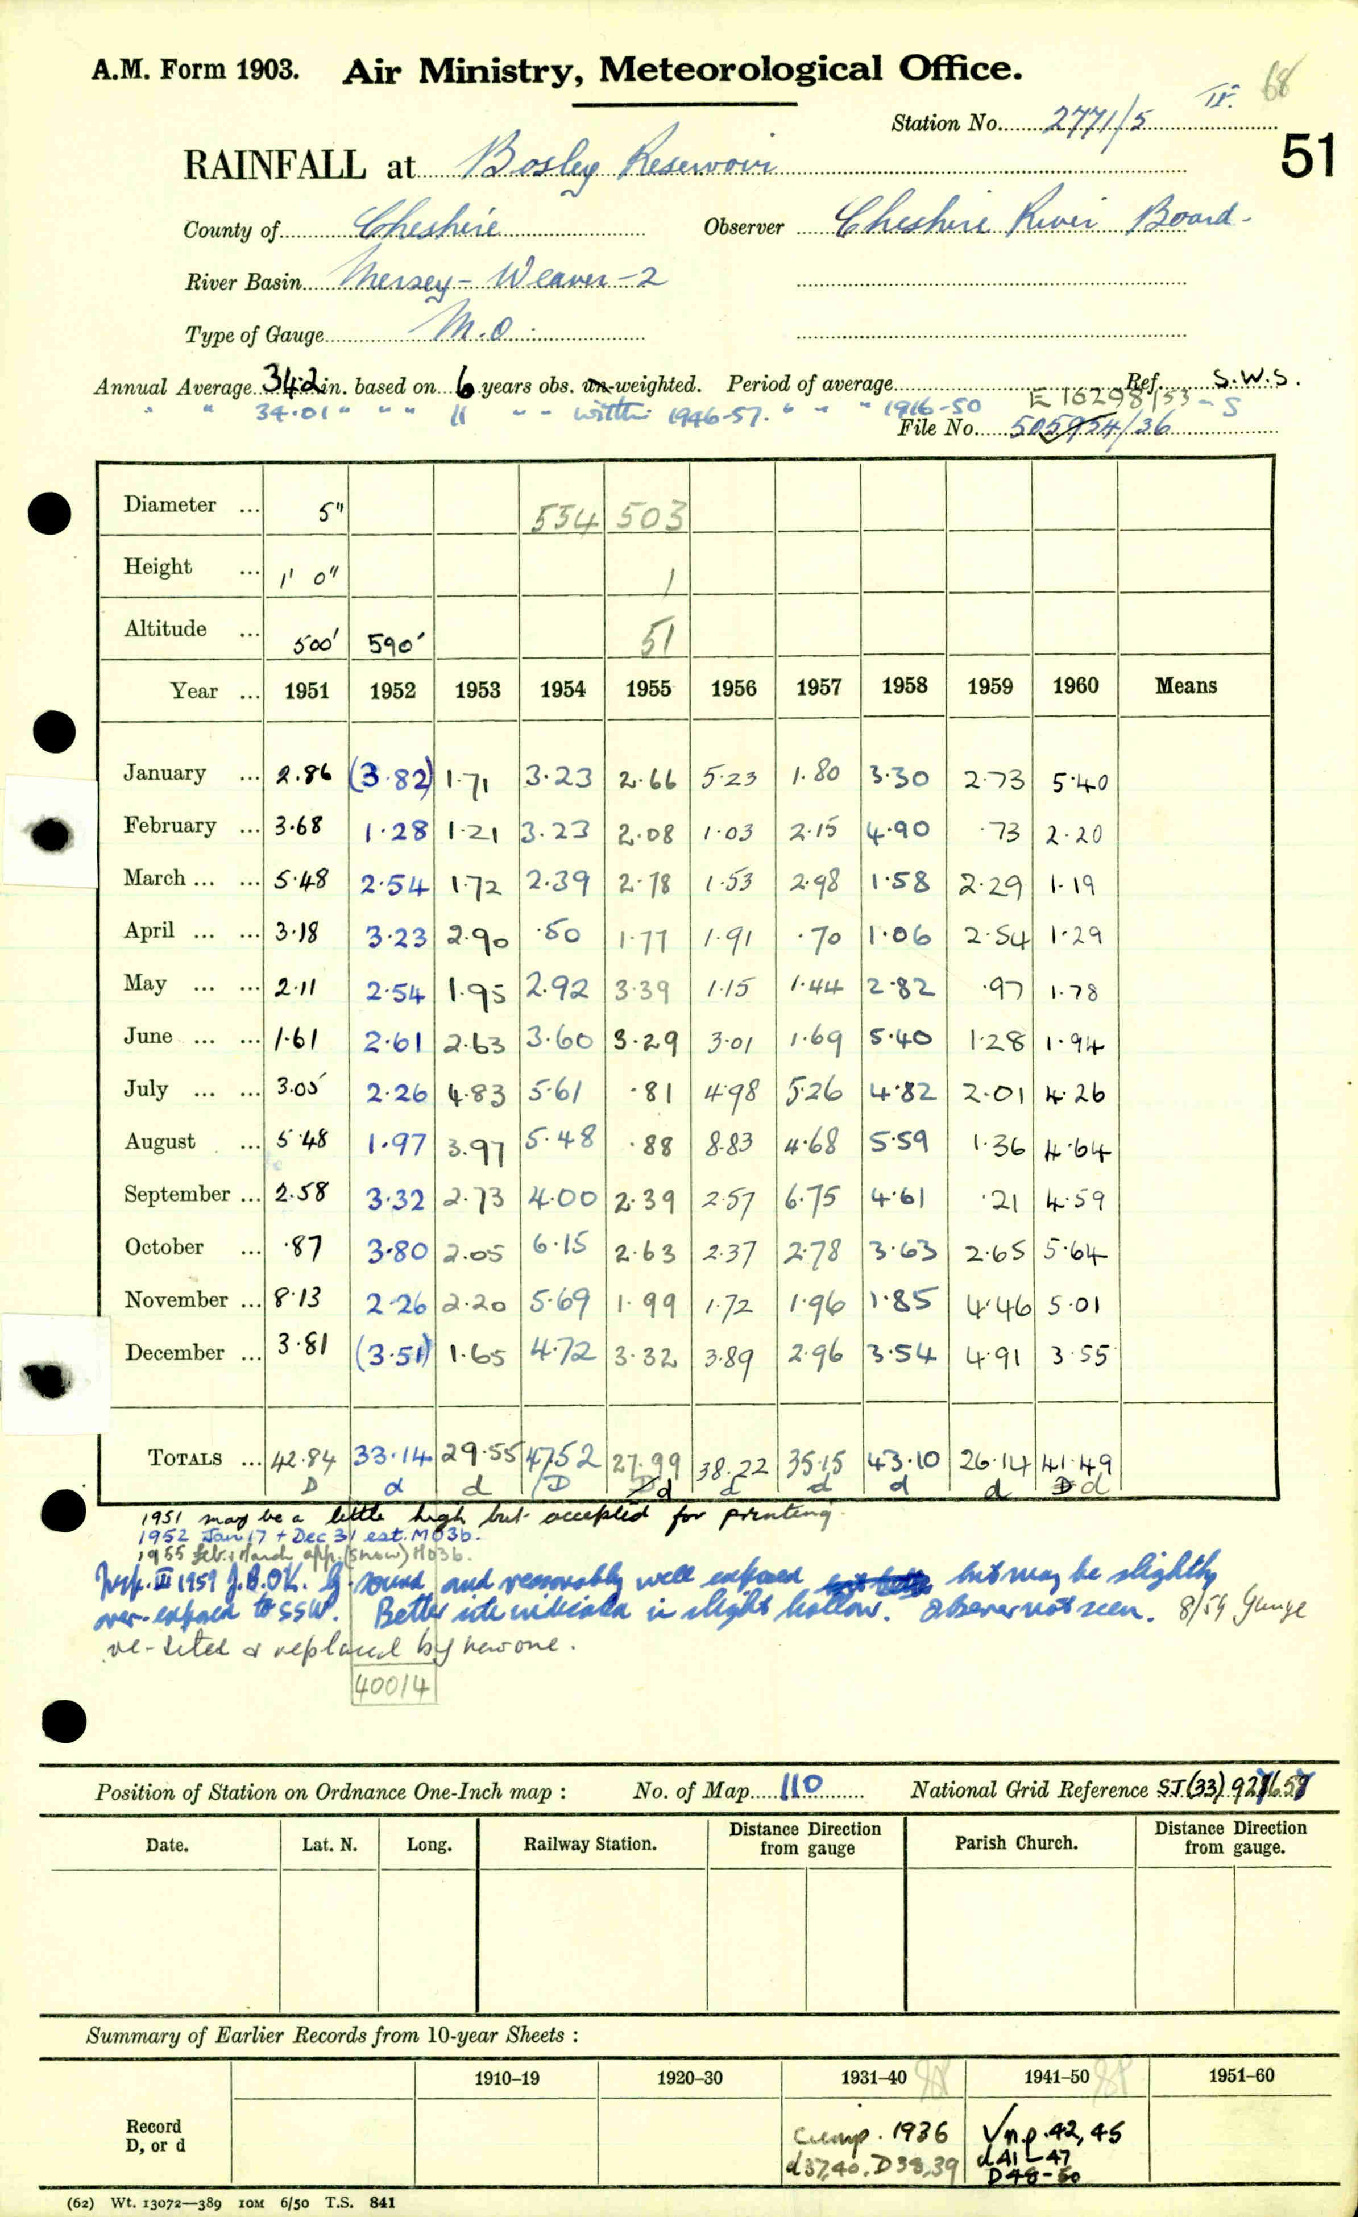 A.M. Form 1903. Air Ministry, Meteorological Office.
68
Station No. 2771/5
51
RAINFALL at Bosley Reservoir
County of Cheshire Observer Cheshire River Board
River Basin Mersey - Weaver - 2
Type of Gauge M.O.
Annual Average 34.2 in. based on 6 years obs. un-weighted. Period of average Ref. S.W.S.
" " 34.01 " " " 11 " " within 1946-57. " " " 1916-50 E 16298/53 - S
File No. 505954/36
Diameter ... 5" 554 503
Height ... 1' 0" 1
Altitude ... 500' 590' 51
Year ... 1951 1952 1953 1954 1955 1956 1957 1958 1959 1960 Means
January ... 2.86 (3.82) 1.71 3.23 2.66 5.23 1.80 3.30 2.73 5.40
February ... 3.68 1.28 1.21 3.23 2.08 1.03 2.15 4.90 .73 2.20
March ... ... 5.48 2.54 1.72 2.39 2.78 1.53 2.98 1.58 2.29 1.19
April ... ... 3.18 3.23 2.90 .50 1.77 1.91 .70 1.06 2.54 1.29
May ... ... 2.11 2.54 1.95 2.92 3.39 1.15 1.44 2.82 .97 1.78
June ... ... 1.61 2.61 2.63 3.60 3.29 3.01 1.69 5.40 1.28 1.94
July ... ... 3.05 2.26 4.83 5.61 .81 4.98 5.26 4.82 2.01 4.26
August ... 5.48 1.97 3.97 5.48 .88 8.83 4.68 5.59 1.36 4.64
September ... 2.58 3.32 2.73 4.00 2.39 2.57 6.75 4.61 .21 4.59
October ... .87 3.80 2.05 6.15 2.63 2.37 2.78 3.63 2.65 5.64
November ... 8.13 2.26 2.20 5.69 1.99 1.72 1.96 1.85 4.46 5.01
December ... 3.81 (3.51) 1.65 4.72 3.32 3.89 2.96 3.54 4.91 3.55
TOTALS ... 42.84 33.14 29.55 47.52 27.99 38.22 35.15 43.10 26.14 41.49
D d d D d d d d d d
1951 may be a little high but accepted for printing.
1952 Jan 17 + Dec 31 est. MO3b.
1955 Feb. March app. (snow) MO3b.
Insp. III 1959 J.B. OK. G. sound and reasonably well exposed but may be slightly
over-exposed to SSW. Better site indicated in slight hollow. Observer not seen. 8/59 Gauge
re-sited & replaced by new one.
400/4
Position of Station on Ordnance One-Inch map : No. of Map 110 National Grid Reference SJ (33)
Date. Lat. N. Long. Railway Station. Distance Direction from gauge Parish Church. Distance Direction from gauge.
Summary of Earlier Records from 10-year Sheets :
1910–19 1920–30 1931–40 1941–50 1951–60
Record D, or d
comp. 1936
d37,40. D38,39
√n.p. 42, 45
d41-47
D48-50
(62) Wt. 13072—389 10M 6/50 T.S. 841